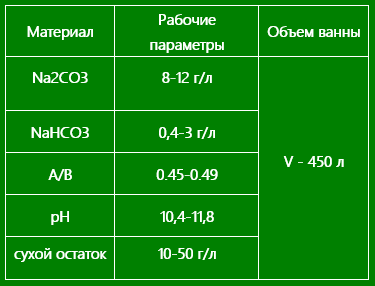 Материал
Рабочие
параметры
Объем ванны
Na2CO3
8-12 г/л
NaHCO3
0,4-3 г/л
V - 450 л
A/B
0.45-0.49
pH
10,4-11,8
сухой остаток
10-50 г/л